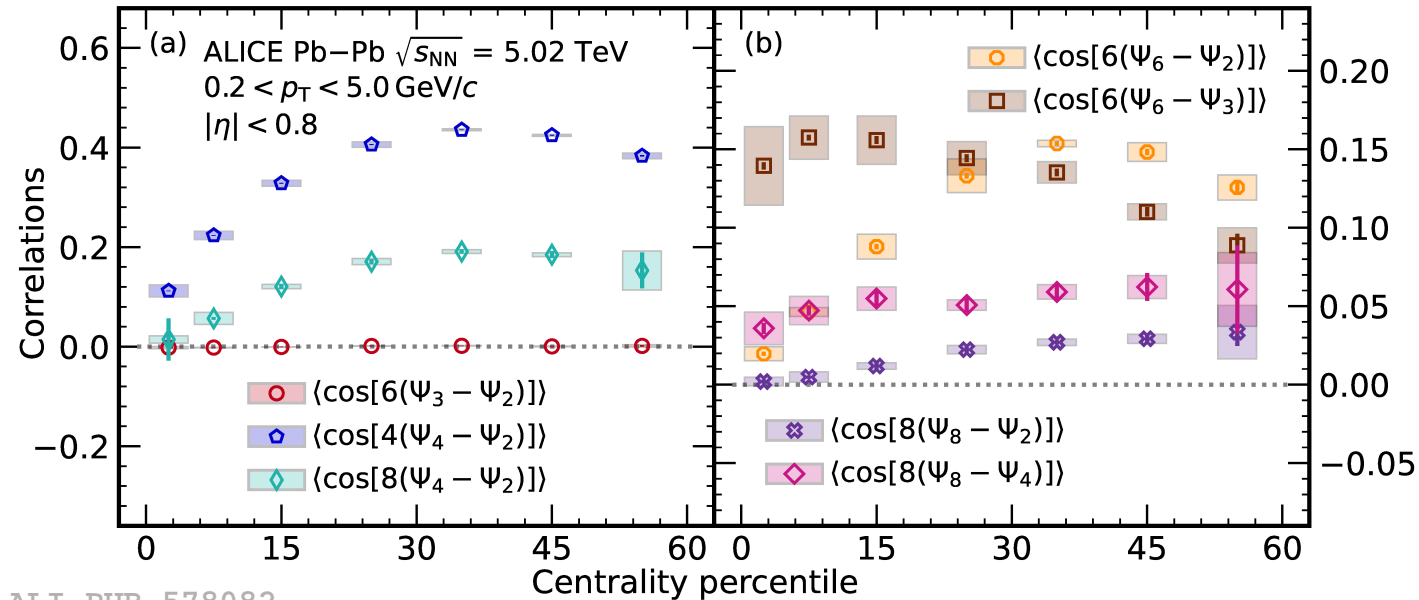 (a)
ALICE Pb−Pb √sNN = 5.02 TeV
0.2 < pT < 5.0 GeV/c
|η| < 0.8
(b)
⟨cos[6(Ψ6 − Ψ2)]⟩
⟨cos[6(Ψ6 − Ψ3)]⟩
0.6
0.4
0.2
0.0
−0.2
Correlations
0.20
0.15
0.10
0.05
0.00
−0.05
⟨cos[6(Ψ3 − Ψ2)]⟩
⟨cos[4(Ψ4 − Ψ2)]⟩
⟨cos[8(Ψ4 − Ψ2)]⟩
⟨cos[8(Ψ8 − Ψ2)]⟩
⟨cos[8(Ψ8 − Ψ4)]⟩
0 15 30 45 60 0 15 30 45 60
Centrality percentile
ALI-PUB-578082